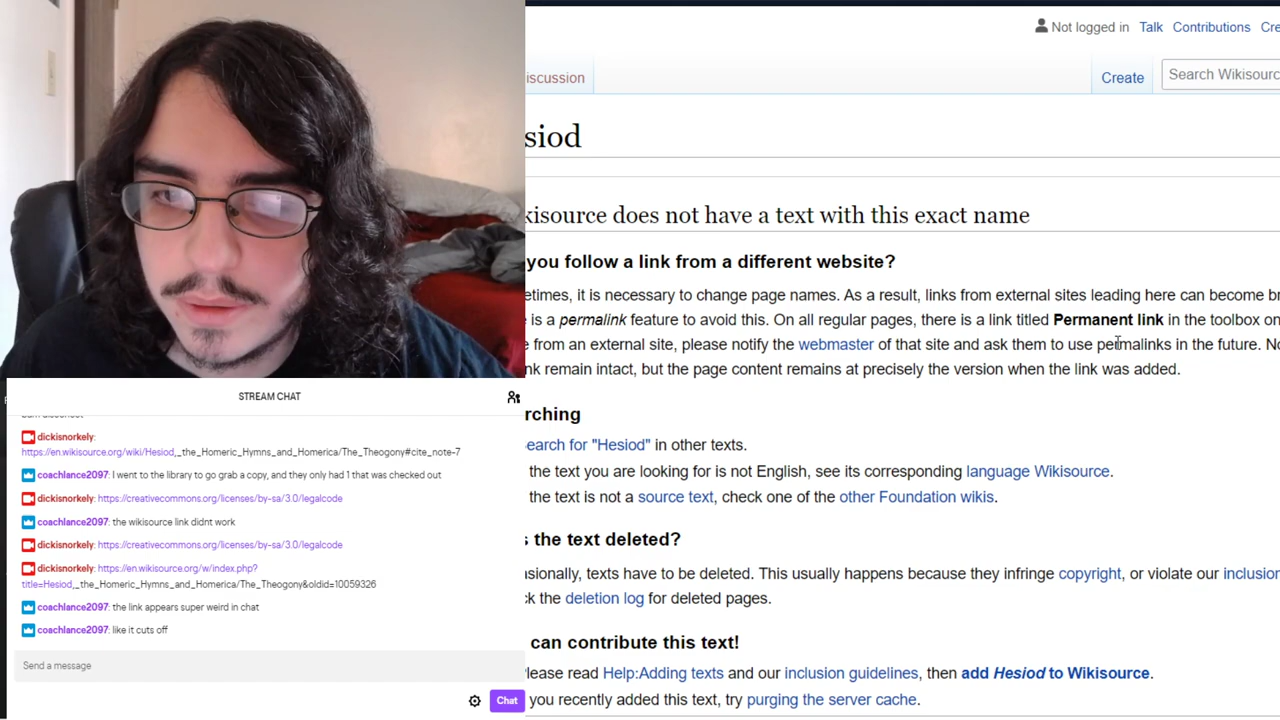 Not logged in Talk Contributions Cre
iscussion
Create
Search Wikisourc
siod
kisource does not have a text with this exact name
you follow a link from a different website?
etimes, it is necessary to change page names. As a result, links from external sites leading here can become br
e is a permalink feature to avoid this. On all regular pages, there is a link titled Permanent link in the toolbox on
e from an external site, please notify the webmaster of that site and ask them to use permalinks in the future. No
nk remain intact, but the page content remains at precisely the version when the link was added.
rching
earch for "Hesiod" in other texts.
the text you are looking for is not English, see its corresponding language Wikisource.
the text is not a source text, check one of the other Foundation wikis.
s the text deleted?
asionally, texts have to be deleted. This usually happens because they infringe copyright, or violate our inclusion
ck the deletion log for deleted pages.
can contribute this text!
lease read Help:Adding texts and our inclusion guidelines, then add Hesiod to Wikisource.
you recently added this text, try purging the server cache.
STREAM CHAT
dickisnorkely:
https://en.wikisource.org/wiki/Hesiod,_the_Homeric_Hymns_and_Homerica/The_Theogony#cite_note-7
coachlance2097: I went to the library to go grab a copy, and they only had 1 that was checked out
dickisnorkely: https://creativecommons.org/licenses/by-sa/3.0/legalcode
coachlance2097: the wikisource link didnt work
dickisnorkely: https://creativecommons.org/licenses/by-sa/3.0/legalcode
dickisnorkely: https://en.wikisource.org/w/index.php?
title=Hesiod,_the_Homeric_Hymns_and_Homerica/The_Theogony&oldid=10059326
coachlance2097: the link appears super weird in chat
coachlance2097: like it cuts off
Send a message
Chat